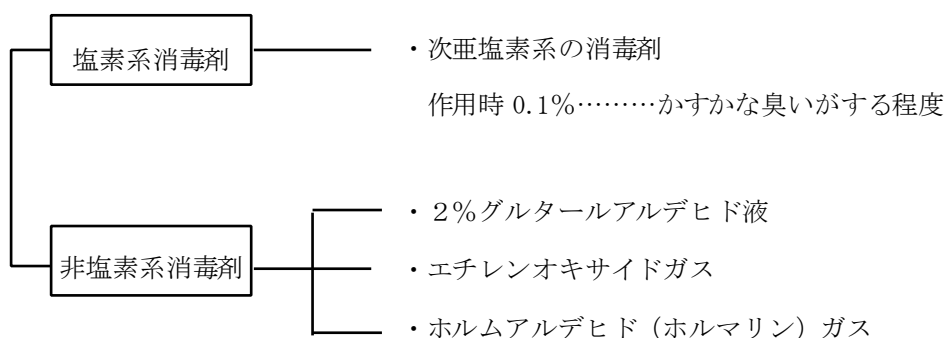 塩素系消毒剤
・次亜塩素系の消毒剤
作用時 0.1％………かすかな臭いがする程度
・２％グルタールアルデヒド液
非塩素系消毒剤
・エチレンオキサイドガス
・ホルムアルデヒド（ホルマリン）ガス